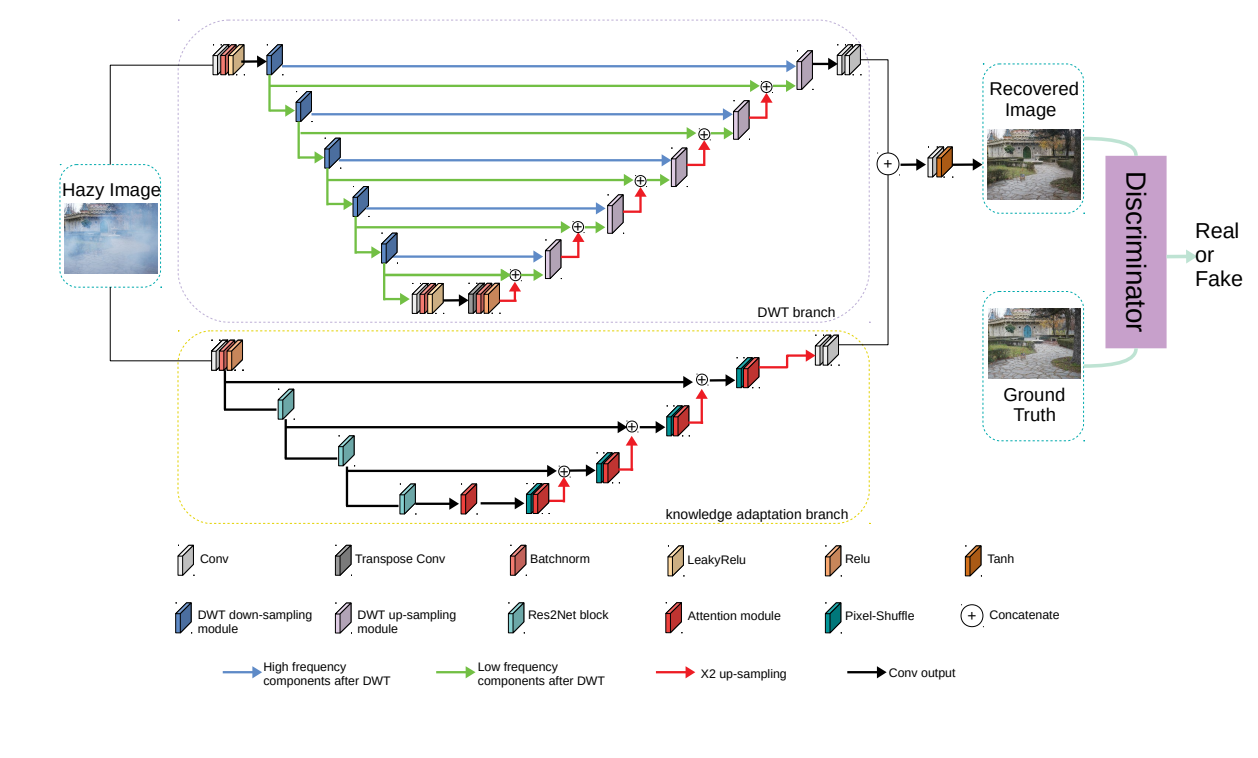 Hazy Image
DWT branch
knowledge adaptation branch
Recovered
Image
Discriminator
Real
or
Fake
Ground
Truth
Conv
Transpose Conv
Batchnorm
LeakyRelu
Relu
Tanh
DWT down-sampling
module
DWT up-sampling
module
Res2Net block
Attention module
Pixel-Shuffle
Concatenate
High frequency
components after DWT
Low frequency
components after DWT
X2 up-sampling
Conv output